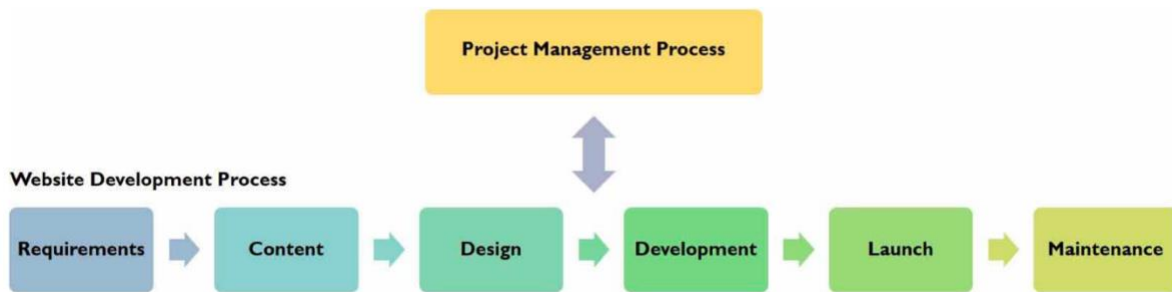 Project Management Process
Website Development Process
Requirements
Content
Design
Development
Launch
Maintenance